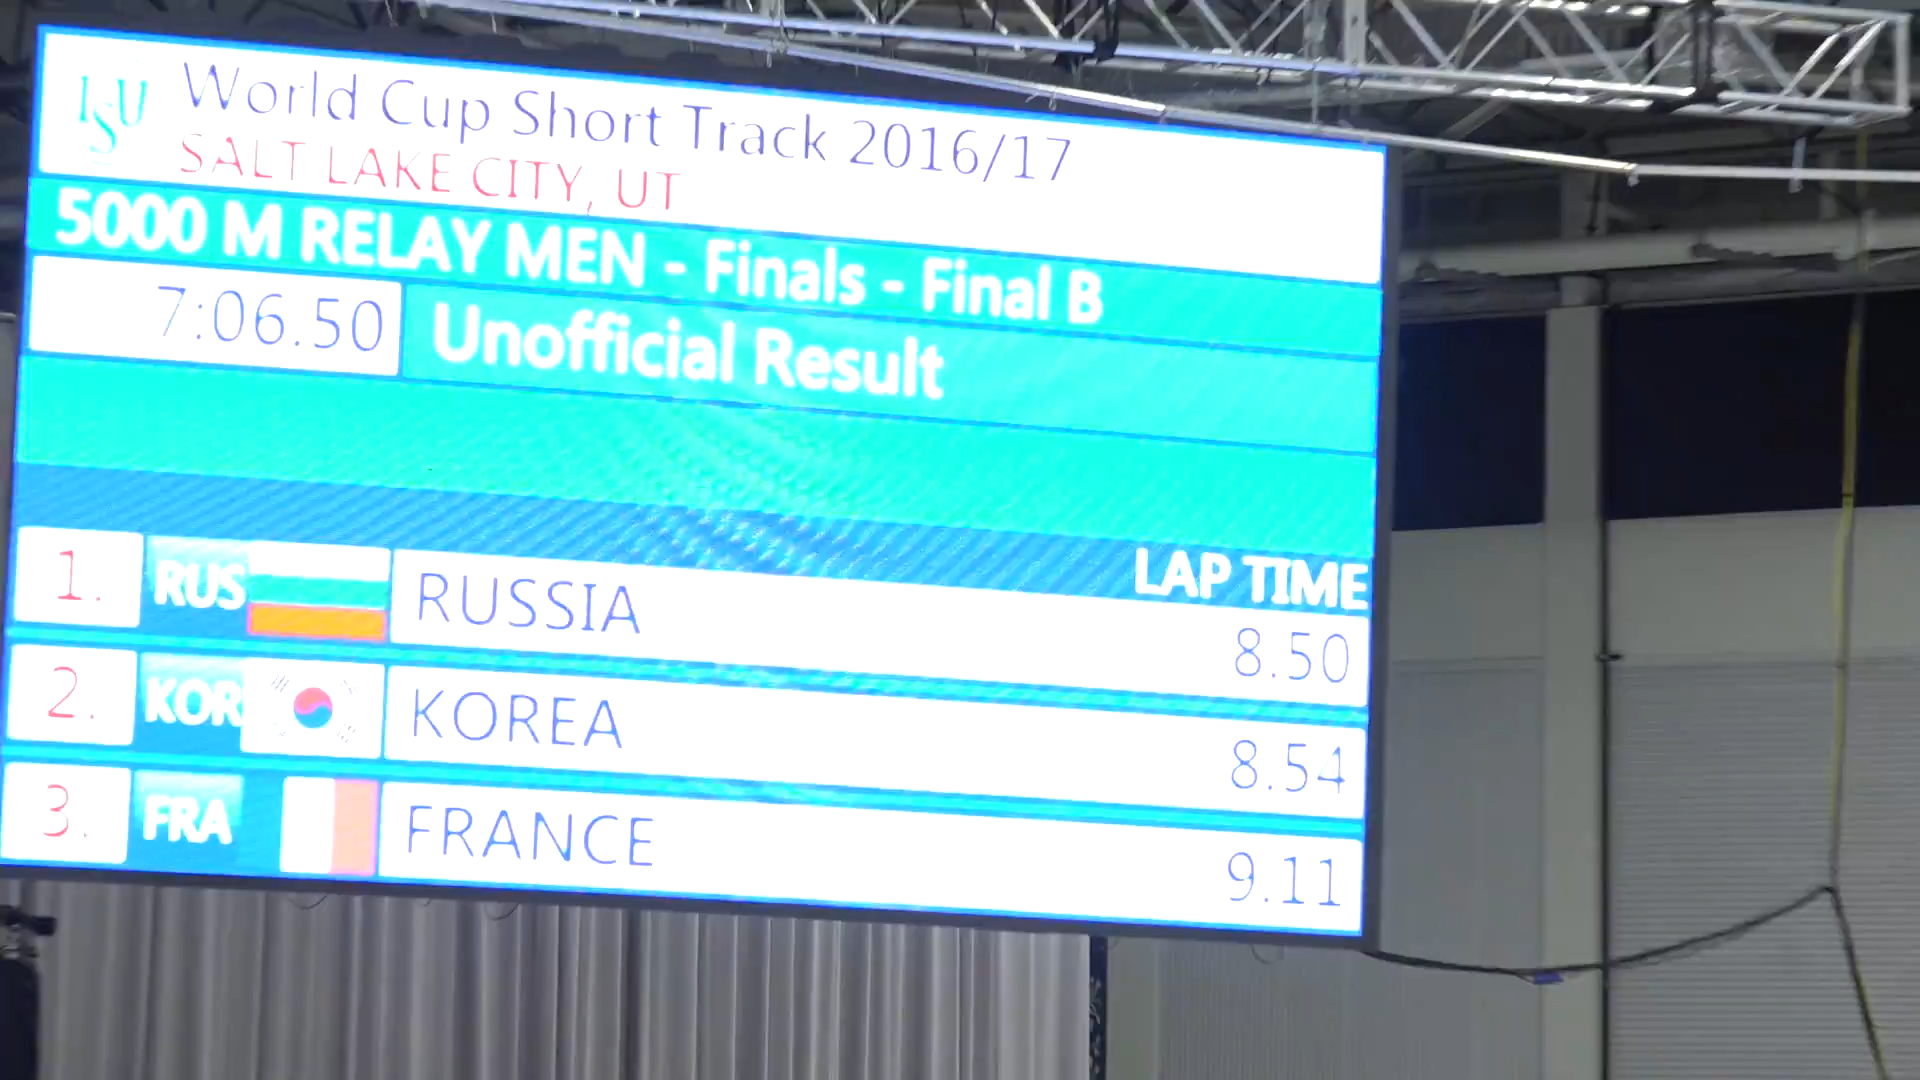 ISU
World Cup Short Track 2016/17
SALT LAKE CITY, UT
5000 M RELAY MEN - Finals - Final B
7:06.50 Unofficial Result
LAP TIME
1. RUS RUSSIA 8.50
2. KOR KOREA 8.54
3. FRA FRANCE 9.11